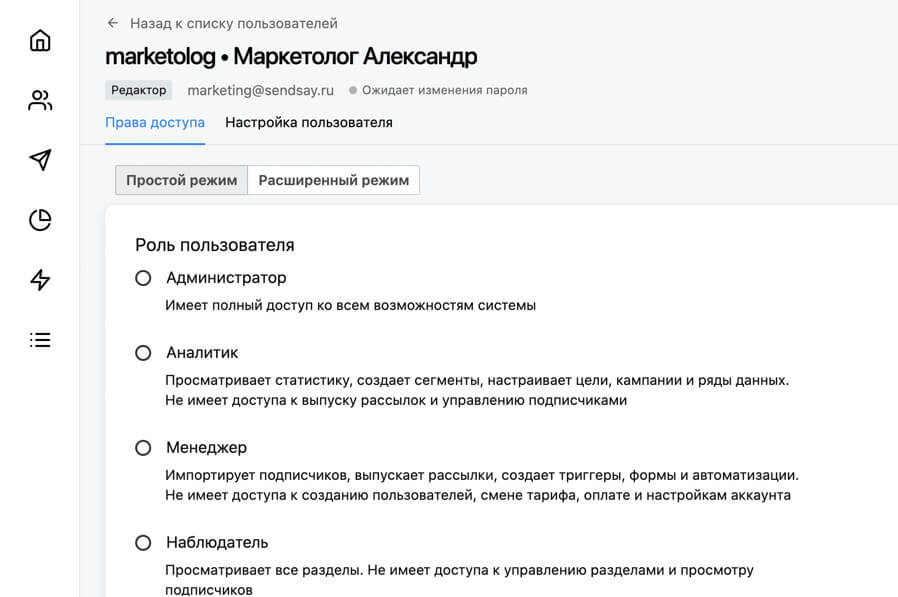 ← Назад к списку пользователей
marketolog • Маркетолог Александр
Редактор marketing@sendsay.ru Ожидает изменения пароля
Права доступа Настройка пользователя
Простой режим Расширенный режим
Роль пользователя
Администратор
Имеет полный доступ ко всем возможностям системы
Аналитик
Просматривает статистику, создает сегменты, настраивает цели, кампании и ряды данных.
Не имеет доступа к выпуску рассылок и управлению подписчиками
Менеджер
Импортирует подписчиков, выпускает рассылки, создает триггеры, формы и автоматизации.
Не имеет доступа к созданию пользователей, смене тарифа, оплате и настройкам аккаунта
Наблюдатель
Просматривает все разделы. Не имеет доступа к управлению разделами и просмотру
подписчиков